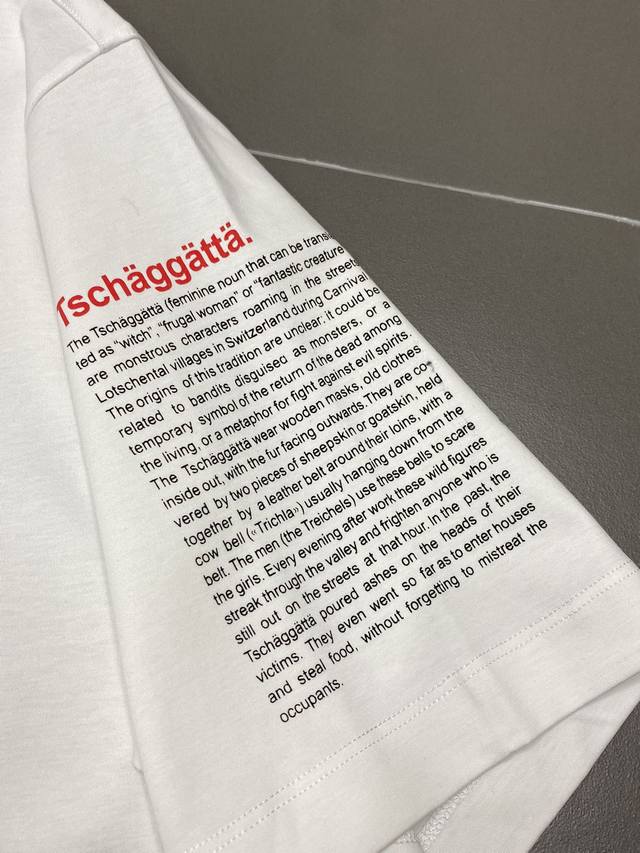 Tschäggättä.
The Tschäggättä (feminine noun that can be transla
ted as “witch” ,“frugal woman” or “fantastic creature
are monstrous characters roaming in the streets
Lotschental villages in Switzerland during Carnival
The origins of this tradition are unclear. it could be
related to bandits disguised as monsters, or a
temporary symbol of the return of the dead among
the living, or a metaphor for fight against evil spirits.
The Tschäggättä wear wooden masks, old clothes
inside out, with the fur facing outwards.They are co-
vered by two pieces of sheepskin or goatskin, held
together by a leather belt around their loins, with a
cow bell (« Trichla») usually hanging down from the
belt. The men (the Treichels) use these bells to scare
the girls. Every evening after work these wild figures
streak through the valley and frighten anyone who is
still out on the streets at that hour. In the past, the
Tschäggättä poured ashes on the heads of their
victims. They even went so far as to enter houses
and steal food, without forgetting to mistreat the
occupants.